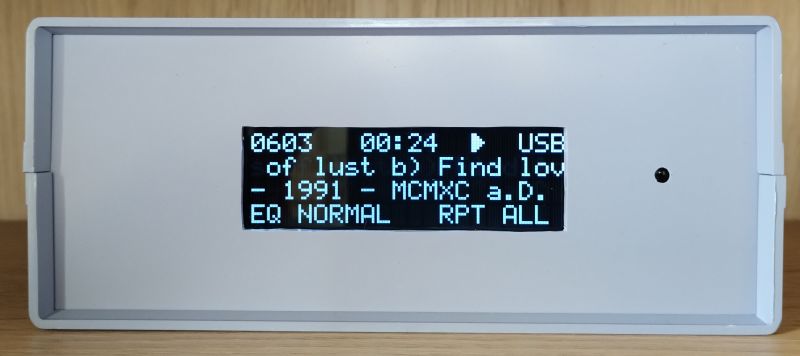 0603 00:24 ▶ USB
of lust b) Find lov
- 1991 - MCMXC a.D.
EQ NORMAL RPT ALL